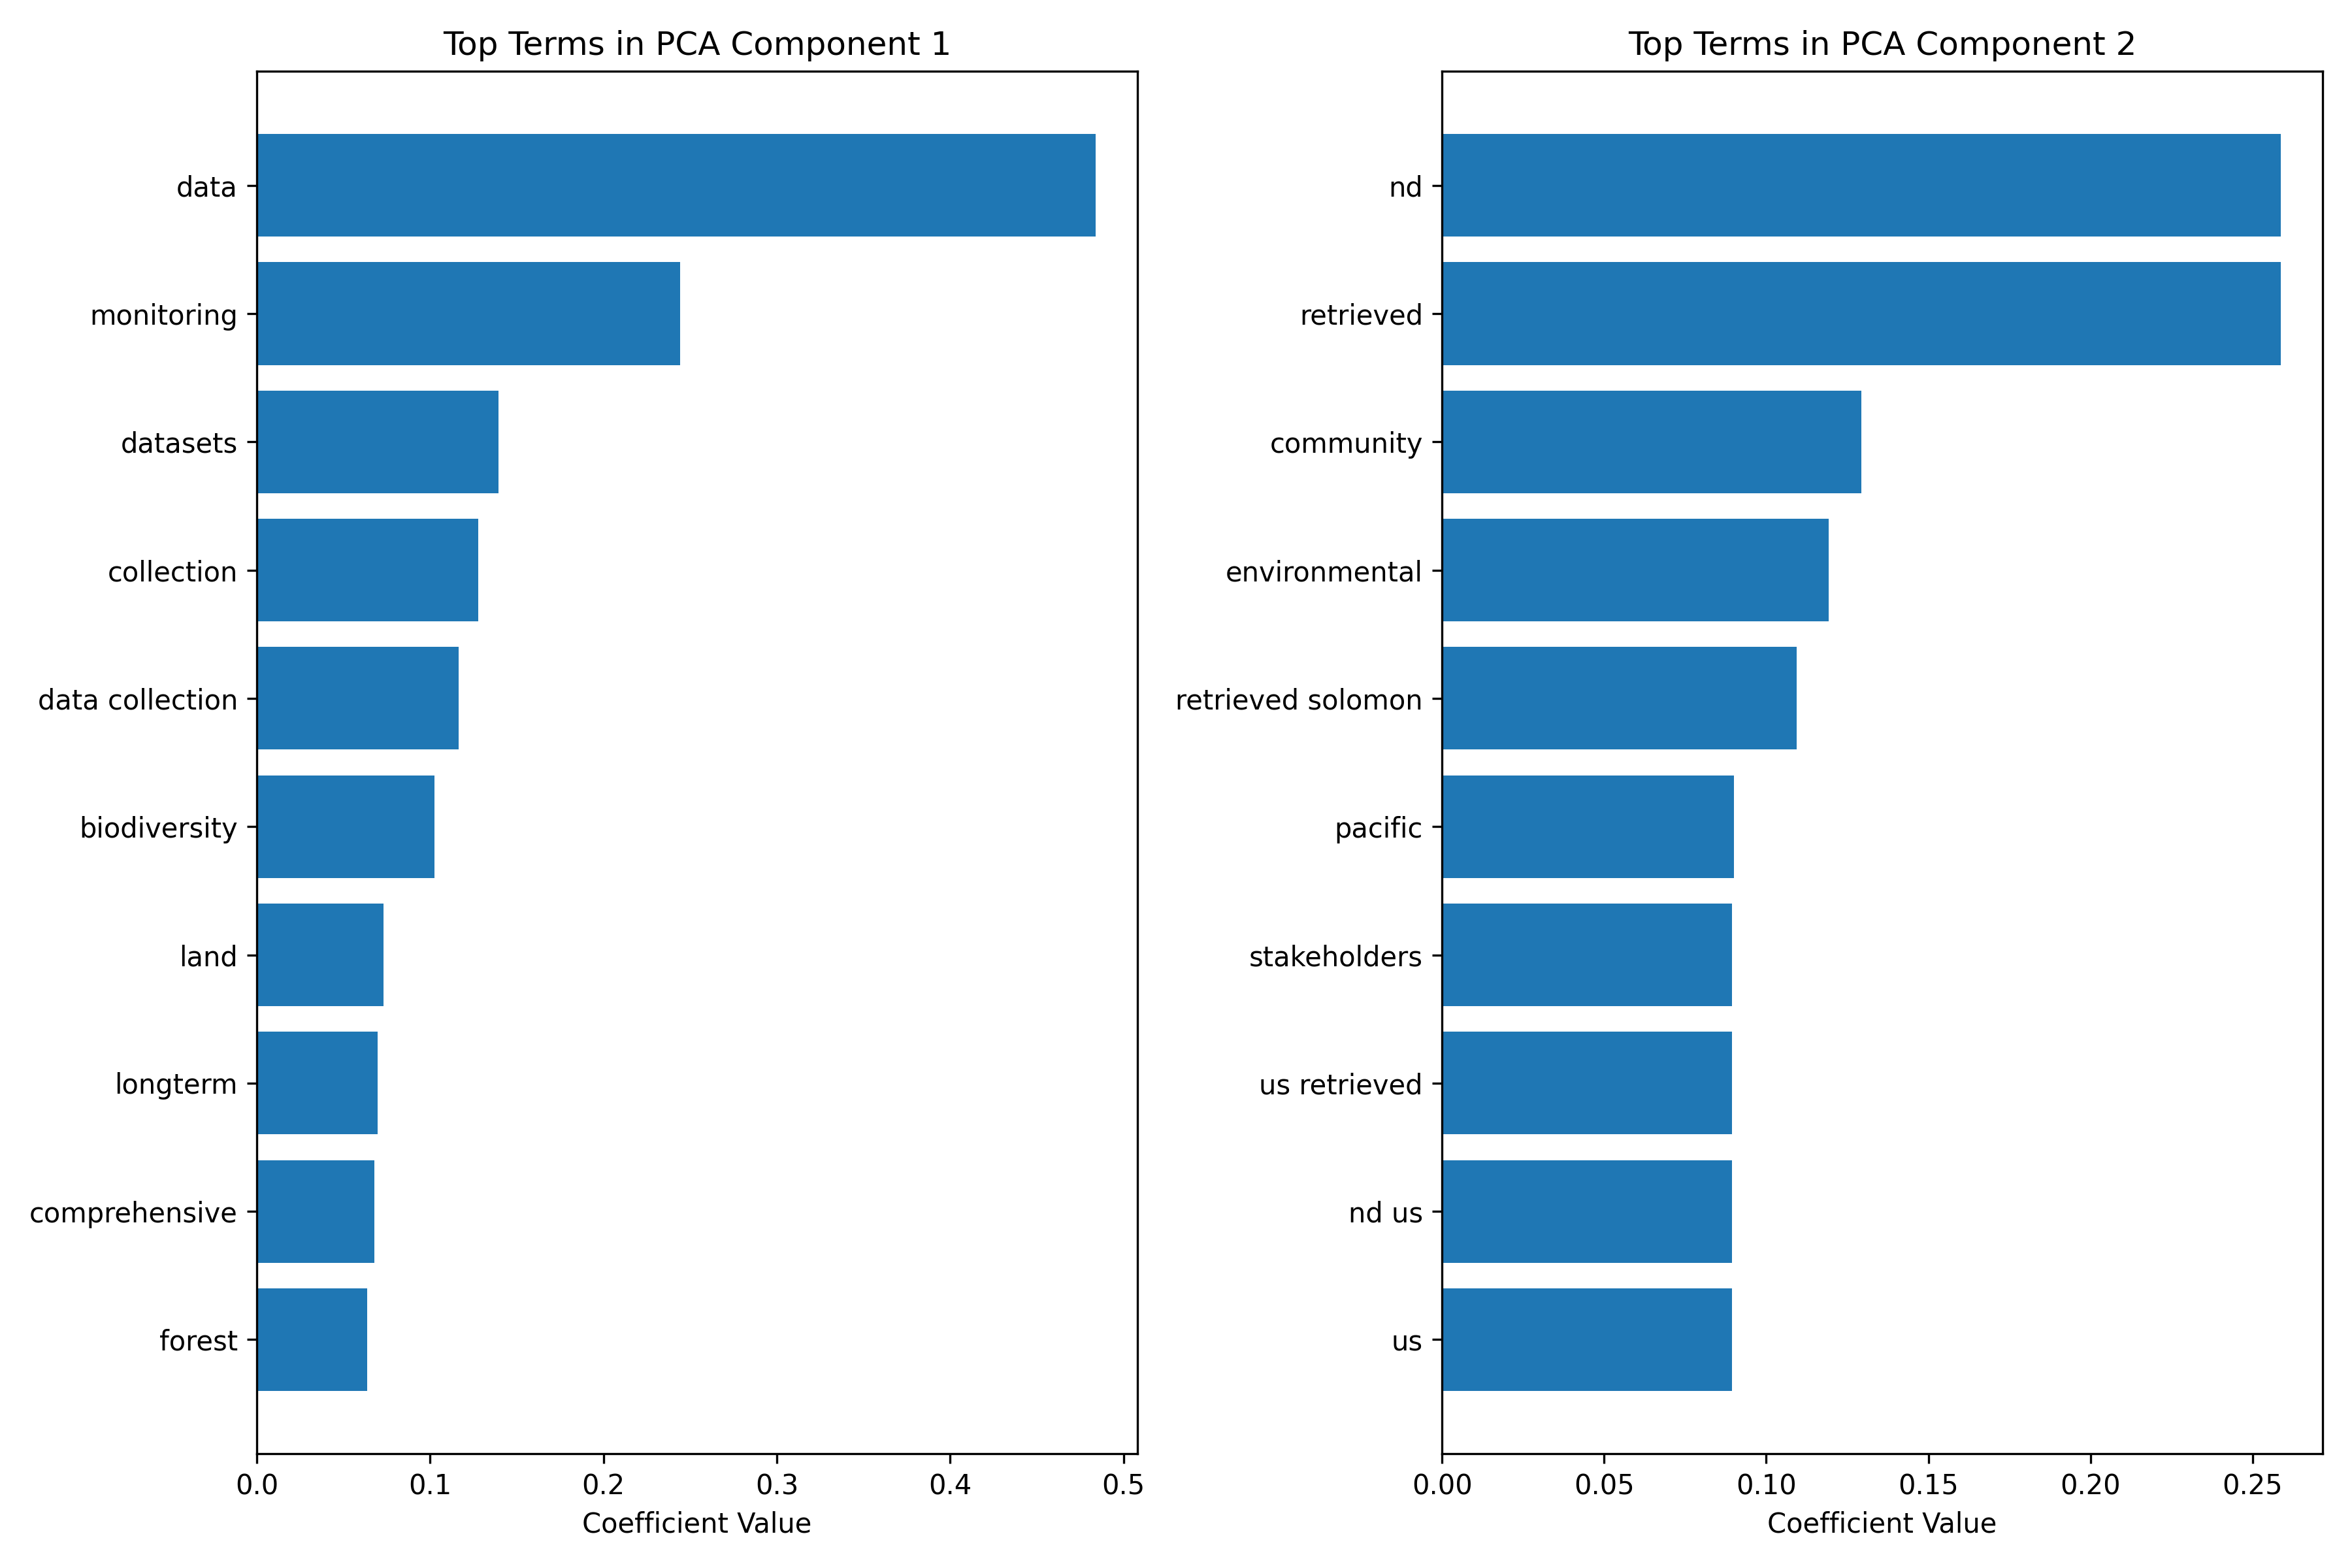 Top Terms in PCA Component 1
data
monitoring
datasets
collection
data collection
biodiversity
land
longterm
comprehensive
forest
0.0 0.1 0.2 0.3 0.4 0.5
Coefficient Value
Top Terms in PCA Component 2
nd
retrieved
community
environmental
retrieved solomon
pacific
stakeholders
us retrieved
nd us
us
0.00 0.05 0.10 0.15 0.20 0.25
Coefficient Value